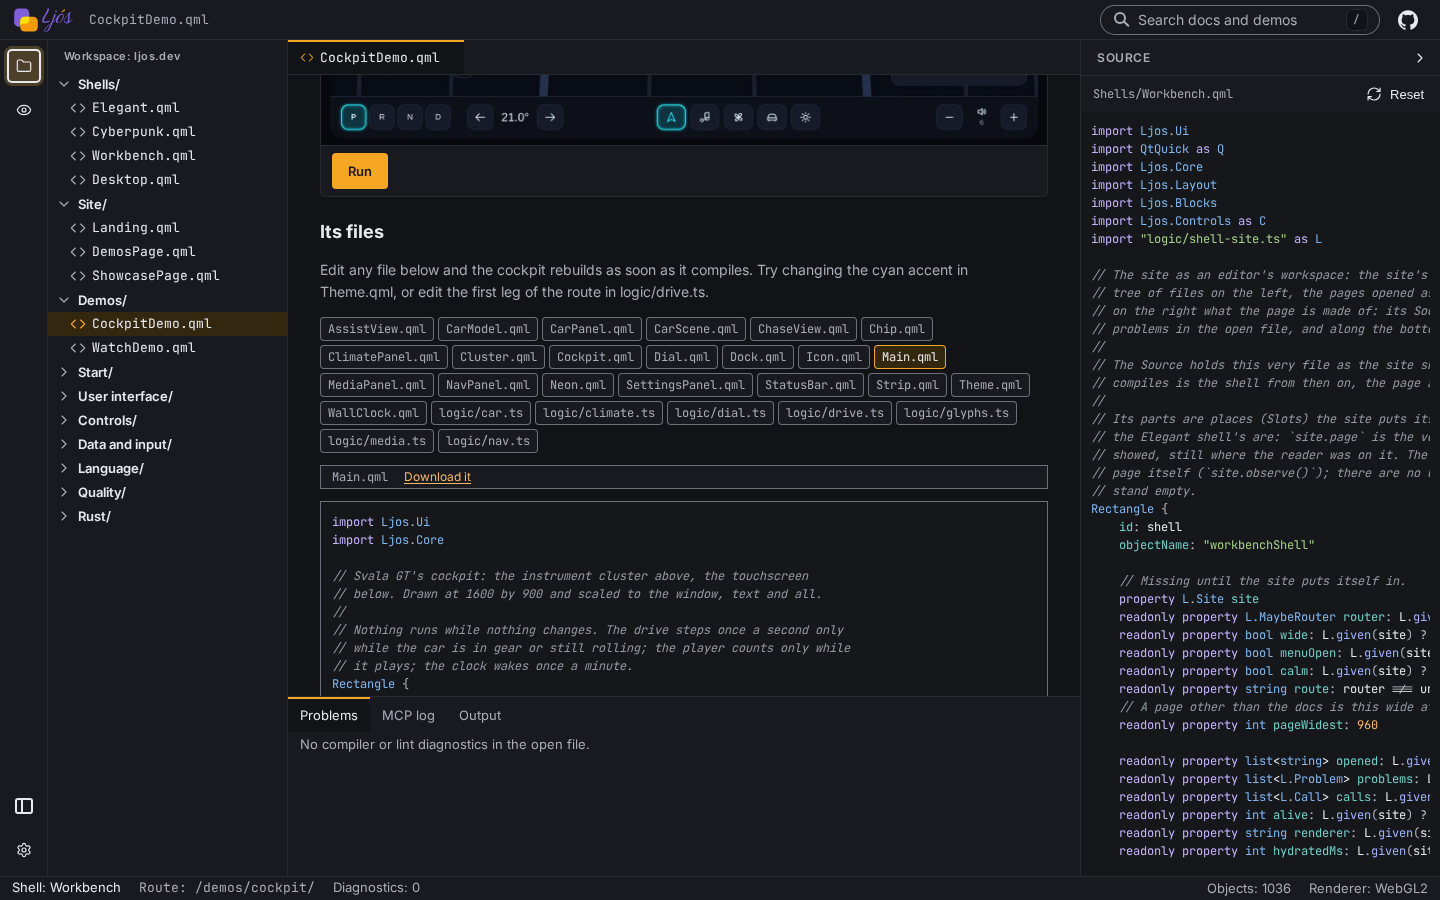 Ljós CockpitDemo.qml Search docs and demos /
Workspace: ljos.dev
Shells/
Elegant.qml
Cyberpunk.qml
Workbench.qml
Desktop.qml
Site/
Landing.qml
DemosPage.qml
ShowcasePage.qml
Demos/
CockpitDemo.qml
WatchDemo.qml
Start/
User interface/
Controls/
Data and input/
Language/
Quality/
Rust/
CockpitDemo.qml
P R N D 21.0° 6
Run
Its files
Edit any file below and the cockpit rebuilds as soon as it compiles. Try changing the cyan accent in
Theme.qml, or edit the first leg of the route in logic/drive.ts.
AssistView.qml CarModel.qml CarPanel.qml CarScene.qml ChaseView.qml Chip.qml
ClimatePanel.qml Cluster.qml Cockpit.qml Dial.qml Dock.qml Icon.qml Main.qml
MediaPanel.qml NavPanel.qml Neon.qml SettingsPanel.qml StatusBar.qml Strip.qml Theme.qml
WallClock.qml logic/car.ts logic/climate.ts logic/dial.ts logic/drive.ts logic/glyphs.ts
logic/media.ts logic/nav.ts
Main.qml Download it
import Ljos.Ui
import Ljos.Core
// Svala GT's cockpit: the instrument cluster above, the touchscreen
// below. Drawn at 1600 by 900 and scaled to the window, text and all.
//
// Nothing runs while nothing changes. The drive steps once a second only
// while the car is in gear or still rolling; the player counts only while
// it plays; the clock wakes once a minute.
Rectangle {
Problems MCP log Output
No compiler or lint diagnostics in the open file.
SOURCE
Shells/Workbench.qml Reset
import Ljos.Ui
import QtQuick as Q
import Ljos.Core
import Ljos.Layout
import Ljos.Blocks
import Ljos.Controls as C
import "logic/shell-site.ts" as L
// The site as an editor's workspace: the site's
// tree of files on the left, the pages opened as
// on the right what the page is made of: its Sou
// problems in the open file, and along the botto
//
// The Source holds this very file as the site sh
// compiles is the shell from then on, the page a
//
// Its parts are places (Slots) the site puts its
// the Elegant shell's are: `site.page` is the ve
// showed, still where the reader was on it. The
// page itself (`site.observe()`); there are no u
// stand empty.
Rectangle {
id: shell
objectName: "workbenchShell"
// Missing until the site puts itself in.
property L.Site site
readonly property L.MaybeRouter router: L.giv
readonly property bool wide: L.given(site) ?
readonly property bool menuOpen: L.given(site
readonly property bool calm: L.given(site) ?
readonly property string route: router !== un
// A page other than the docs is this wide at
readonly property int pageWidest: 960
readonly property list<string> opened: L.give
readonly property list<L.Problem> problems: L
readonly property list<L.Call> calls: L.given
readonly property int alive: L.given(site) ?
readonly property string renderer: L.given(si
readonly property int hydratedMs: L.given(sit
Shell: Workbench Route: /demos/cockpit/ Diagnostics: 0 Objects: 1036 Renderer: WebGL2